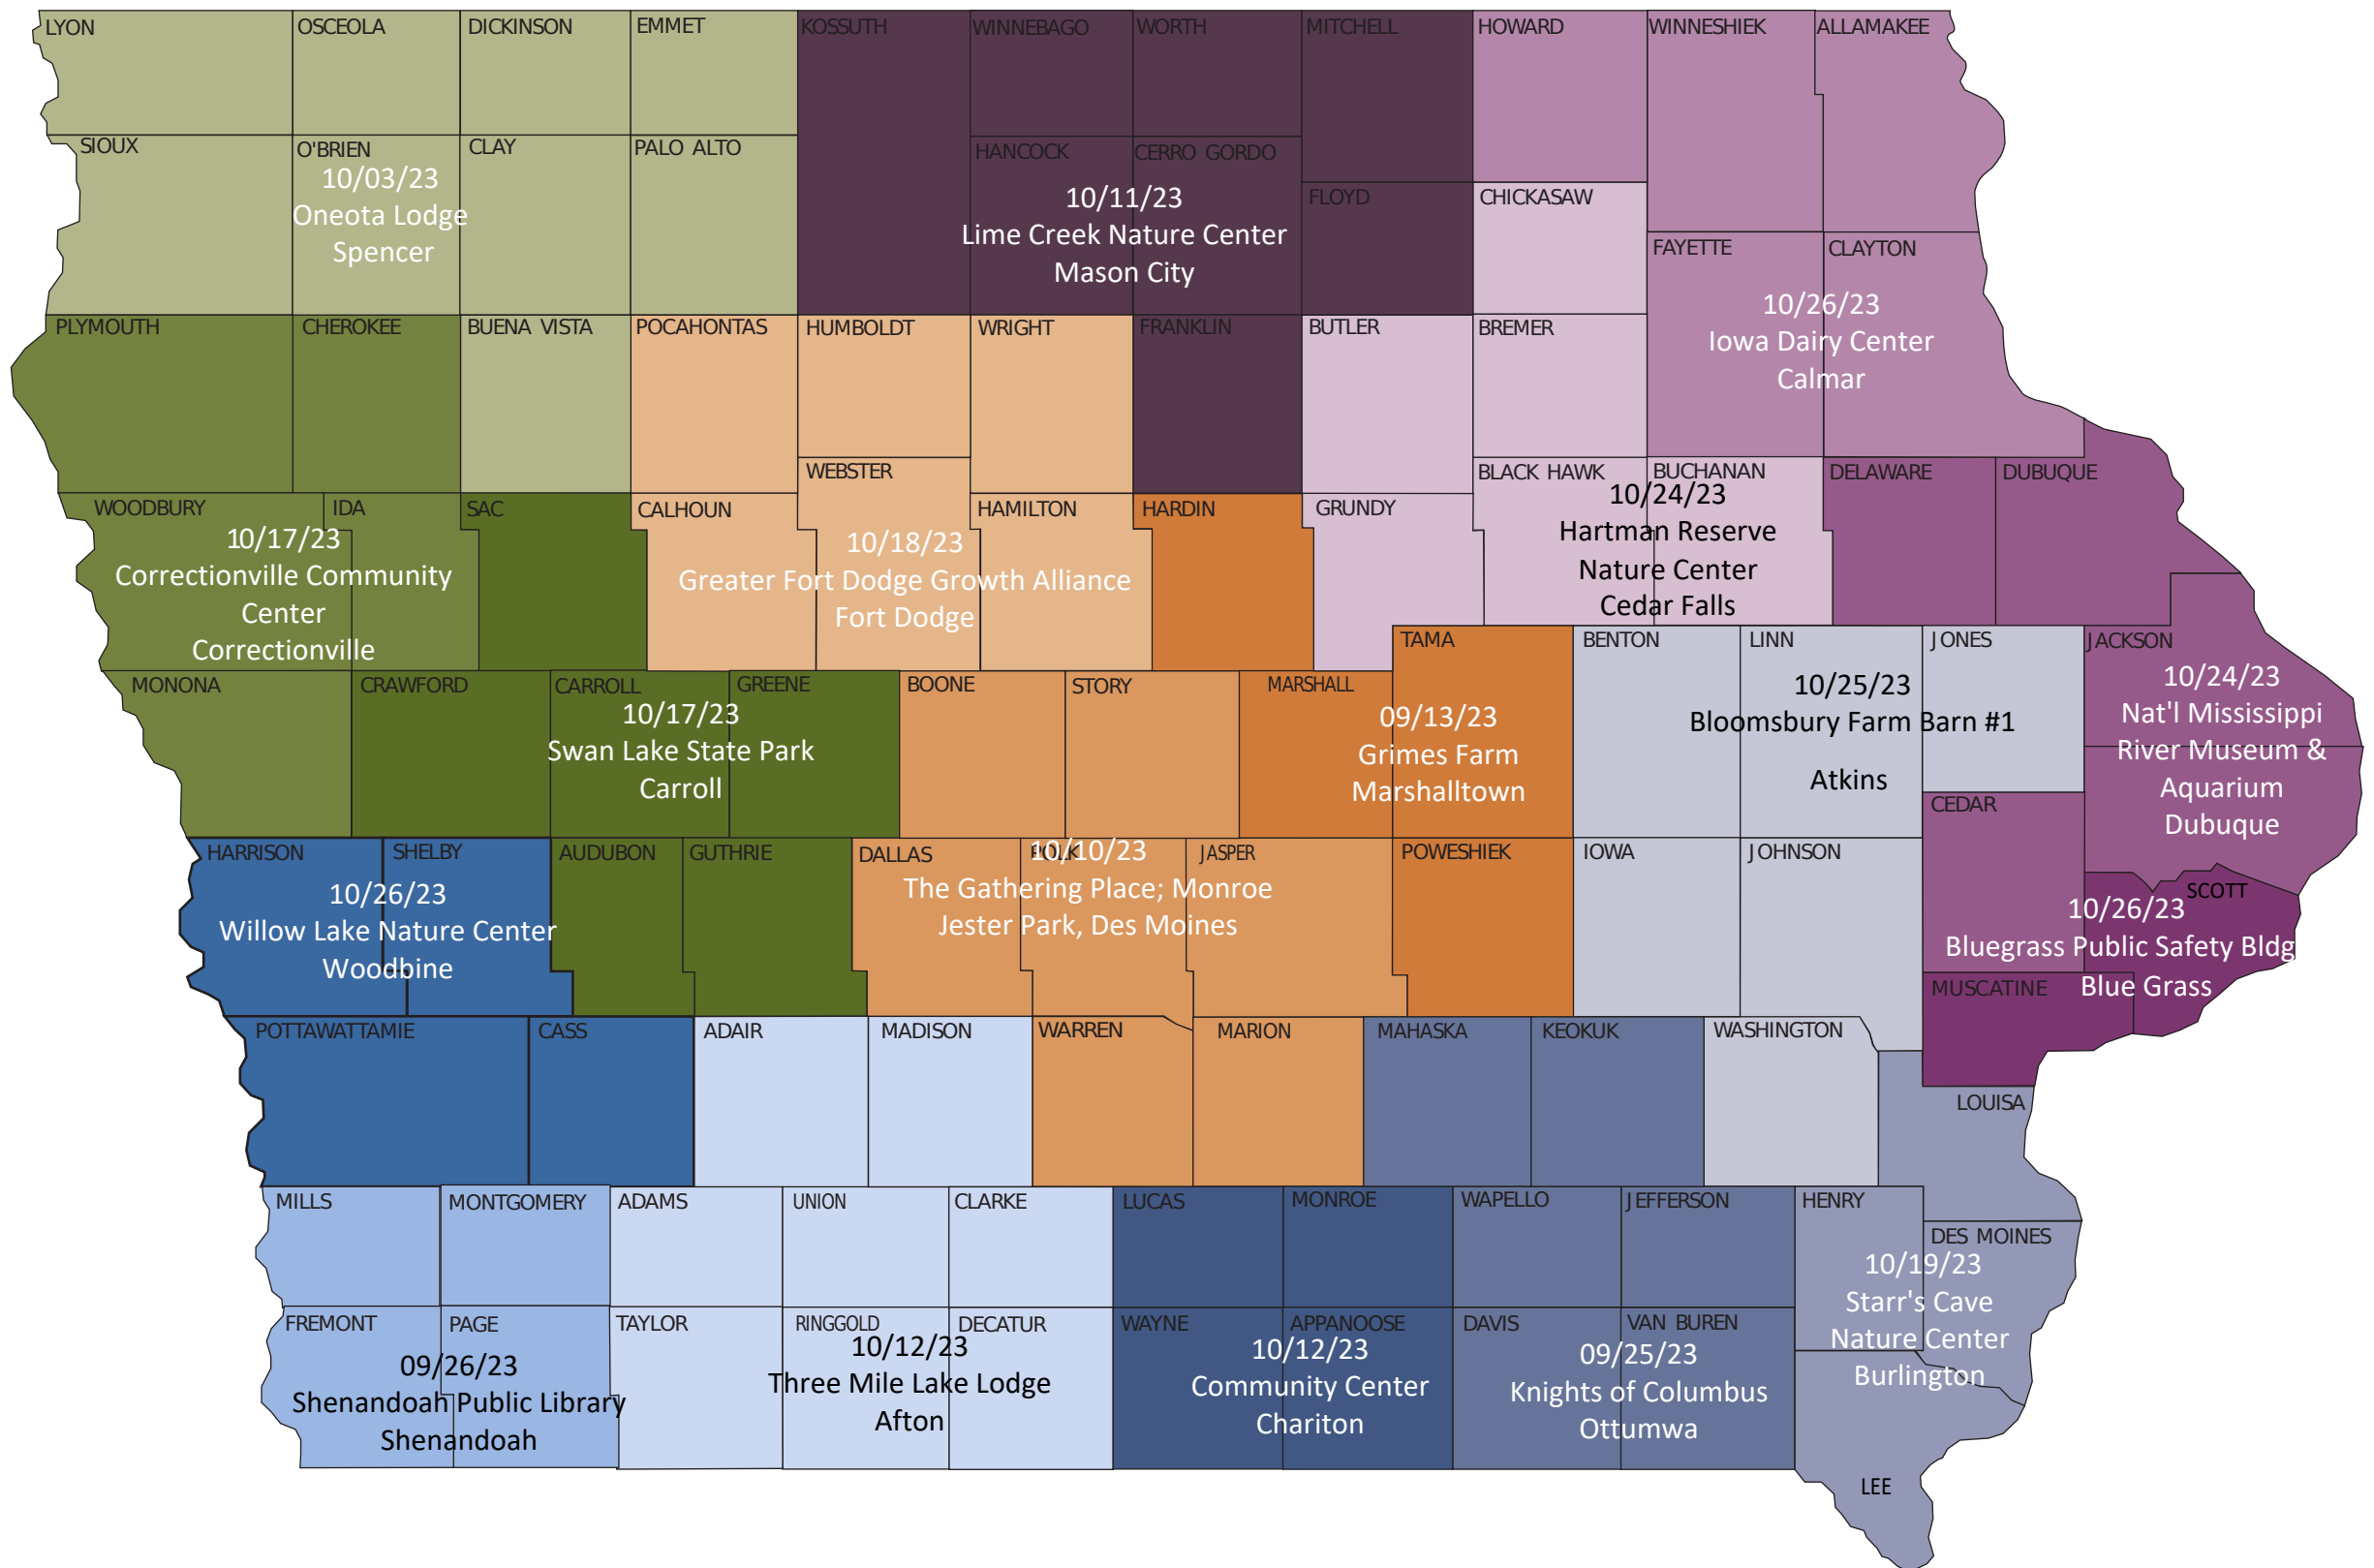 LYON OSCEOLA DICKINSON EMMET KOSSUTH WINNEBAGO WORTH MITCHELL HOWARD WINNESHIEK ALLAMAKEE
SIOUX O'BRIEN CLAY PALO ALTO HANCOCK CERRO GORDO
10/03/23
Oneota Lodge
Spencer
10/11/23
Lime Creek Nature Center
Mason City
FLOYD CHICKASAW
FAYETTE CLAYTON
10/26/23
Iowa Dairy Center
Calmar
PLYMOUTH CHEROKEE BUENA VISTA POCAHONTAS HUMBOLDT WRIGHT FRANKLIN BUTLER BREMER
WEBSTER BLACK HAWK BUCHANAN DELAWARE DUBUQUE
WOODBURY IDA SAC CALHOUN HAMILTON HARDIN GRUNDY
10/17/23
Correctionville Community
Center
Correctionville
10/18/23
Greater Fort Dodge Growth Alliance
Fort Dodge
10/24/23
Hartman Reserve
Nature Center
Cedar Falls
TAMA BENTON LINN JONES JACKSON
MONONA CRAWFORD CARROLL GREENE BOONE STORY MARSHALL
10/17/23
Swan Lake State Park
Carroll
09/13/23
Grimes Farm
Marshalltown
10/25/23
Bloomsbury Farm Barn #1
Atkins
10/24/23
Nat'l Mississippi
River Museum &
Aquarium
Dubuque
CEDAR
HARRISON SHELBY AUDUBON GUTHRIE DALLAS POLK JASPER POWESHIEK IOWA JOHNSON
10/26/23
Willow Lake Nature Center
Woodbine
10/10/23
The Gathering Place; Monroe
Jester Park, Des Moines
SCOTT
10/26/23
Bluegrass Public Safety Bldg
Blue Grass
MUSCATINE
POTTAWATTAMIE CASS ADAIR MADISON WARREN MARION MAHASKA KEOKUK WASHINGTON
LOUISA
MILLS MONTGOMERY ADAMS UNION CLARKE LUCAS MONROE WAPELLO JEFFERSON HENRY
DES MOINES
10/19/23
Starr's Cave
Nature Center
Burlington
FREMONT PAGE TAYLOR RINGGOLD DECATUR WAYNE APPANOOSE DAVIS VAN BUREN
09/26/23
Shenandoah Public Library
Shenandoah
10/12/23
Three Mile Lake Lodge
Afton
10/12/23
Community Center
Chariton
09/25/23
Knights of Columbus
Ottumwa
LEE